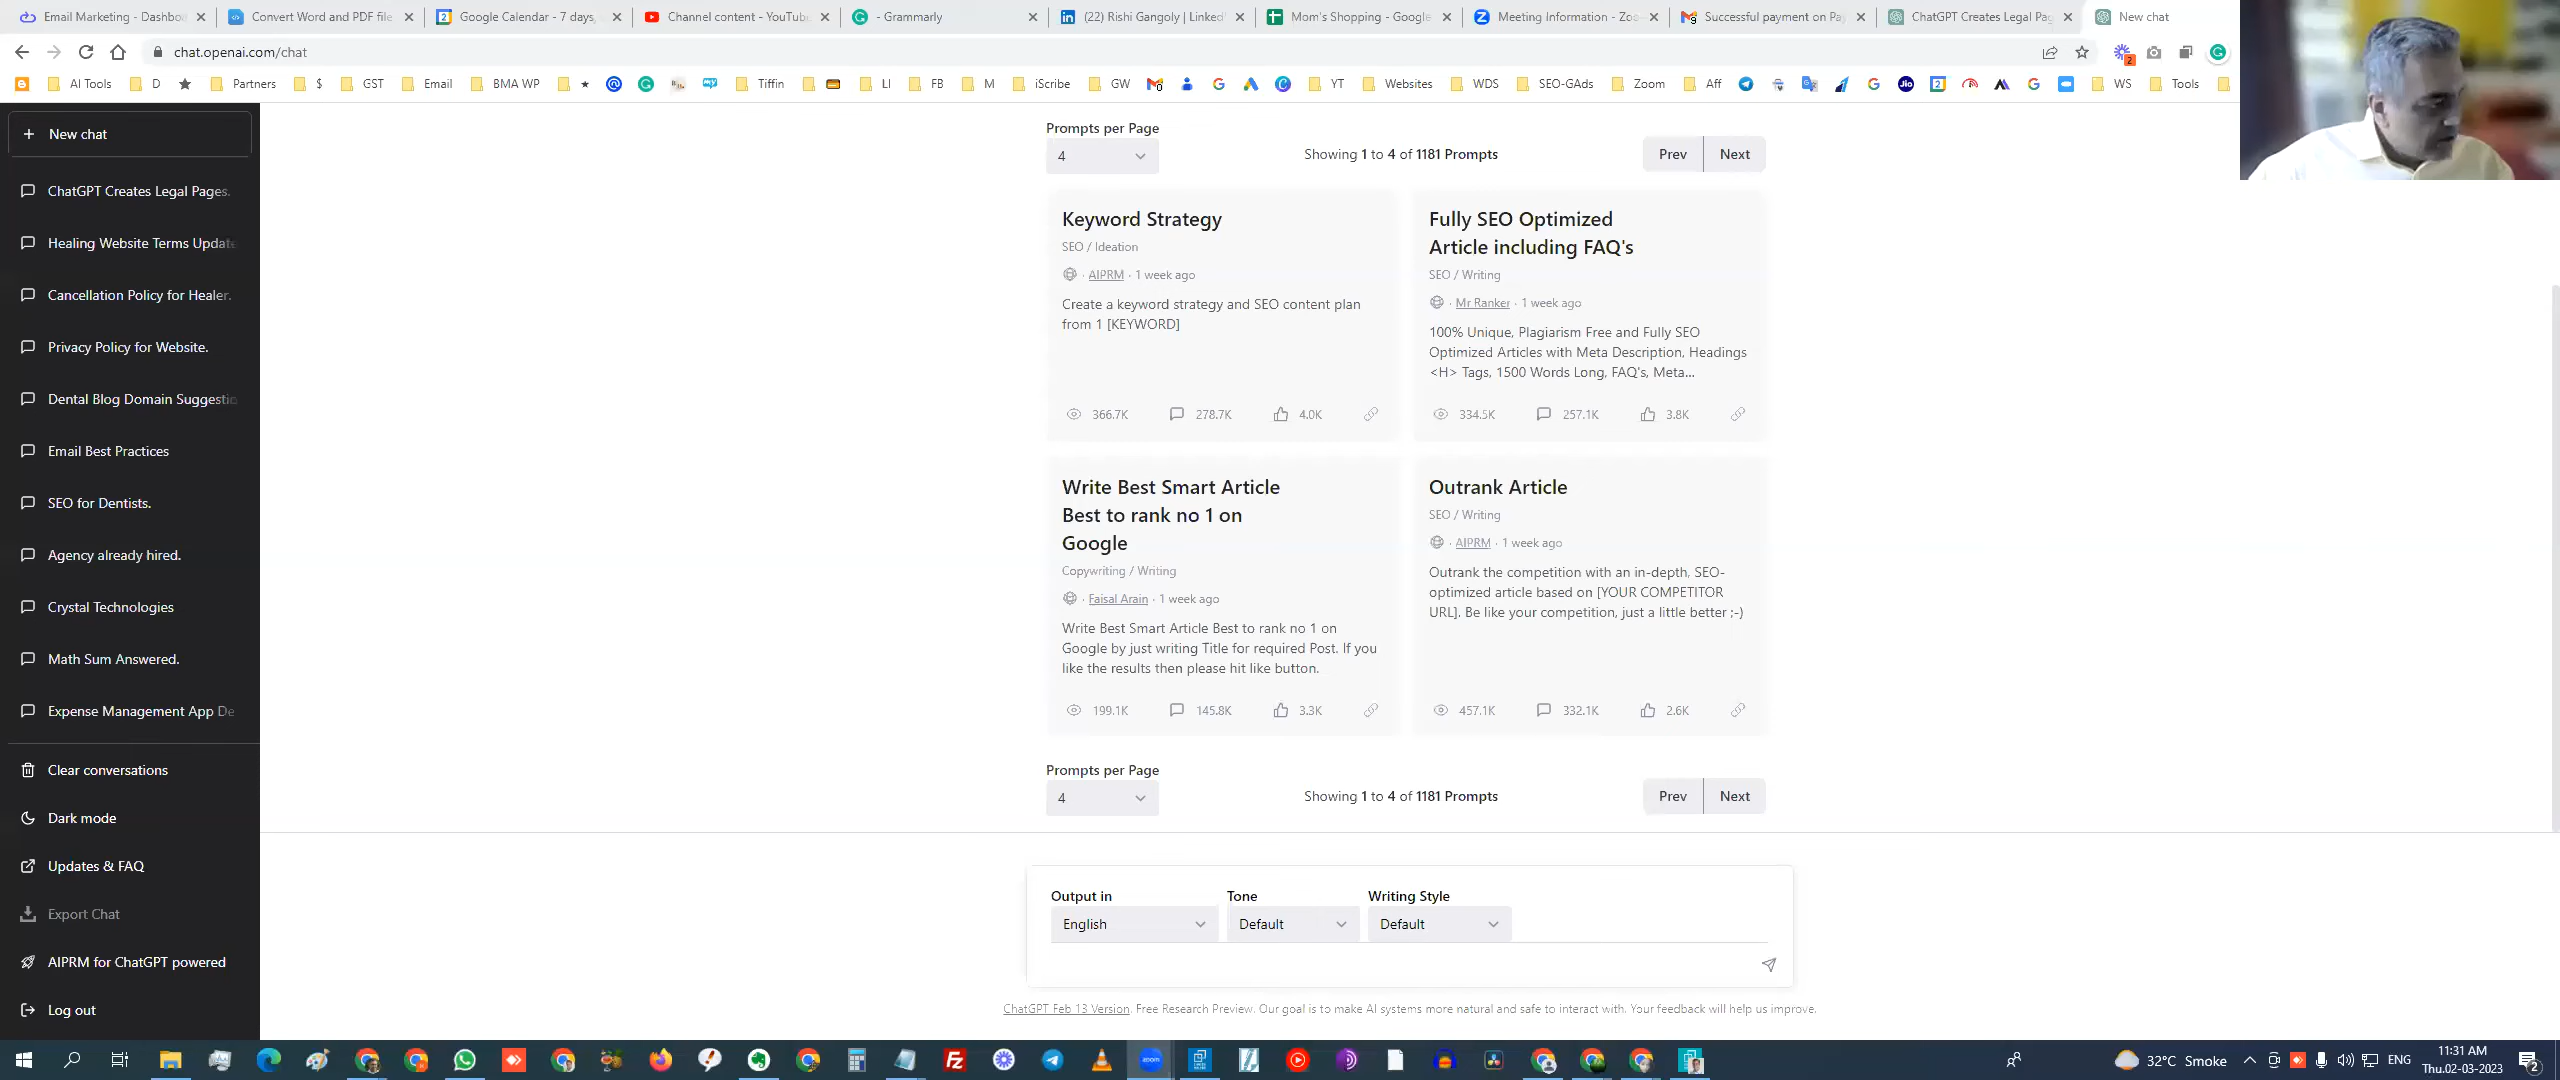 Email Marketing - Dashbo
Convert Word and PDF file
Google Calendar - 7 days,
Channel content - YouTub
- Grammarly
(22) Rishi Gangoly | Linked
Mom's Shopping - Google
Meeting Information - Zoo
Successful payment on Pa
ChatGPT Creates Legal Pag
New chat
chat.openai.com/chat
2
AI Tools
D
Partners
$
GST
Email
BMA WP
Tiffin
LI
FB
M
iScribe
GW
YT
Websites
WDS
SEO-GAds
Zoom
Aff
Jio
WS
Tools
New chat
ChatGPT Creates Legal Pages.
Healing Website Terms Update
Cancellation Policy for Healer.
Privacy Policy for Website.
Dental Blog Domain Suggestio
Email Best Practices
SEO for Dentists.
Agency already hired.
Crystal Technologies
Math Sum Answered.
Expense Management App De
Clear conversations
Dark mode
Updates & FAQ
Export Chat
AIPRM for ChatGPT powered
Log out
Prompts per Page
4
Showing 1 to 4 of 1181 Prompts
Prev
Next
Keyword Strategy
SEO / Ideation
· AIPRM · 1 week ago
Create a keyword strategy and SEO content plan
from 1 [KEYWORD]
366.7K
278.7K
4.0K
Fully SEO Optimized
Article including FAQ's
SEO / Writing
· Mr Ranker · 1 week ago
100% Unique, Plagiarism Free and Fully SEO
Optimized Articles with Meta Description, Headings
<H> Tags, 1500 Words Long, FAQ's, Meta...
334.5K
257.1K
3.8K
Write Best Smart Article
Best to rank no 1 on
Google
Copywriting / Writing
· Faisal Arain · 1 week ago
Write Best Smart Article Best to rank no 1 on
Google by just writing Title for required Post. If you
like the results then please hit like button.
199.1K
145.8K
3.3K
Outrank Article
SEO / Writing
· AIPRM · 1 week ago
Outrank the competition with an in-depth, SEO-
optimized article based on [YOUR COMPETITOR
URL]. Be like your competition, just a little better ;-)
457.1K
332.1K
2.6K
Prompts per Page
4
Showing 1 to 4 of 1181 Prompts
Prev
Next
Output in
English
Tone
Default
Writing Style
Default
ChatGPT Feb 13 Version. Free Research Preview. Our goal is to make AI systems more natural and safe to interact with. Your feedback will help us improve.
zoom
32°C Smoke
ENG
11:31 AM
Thu.02-03-2023
2